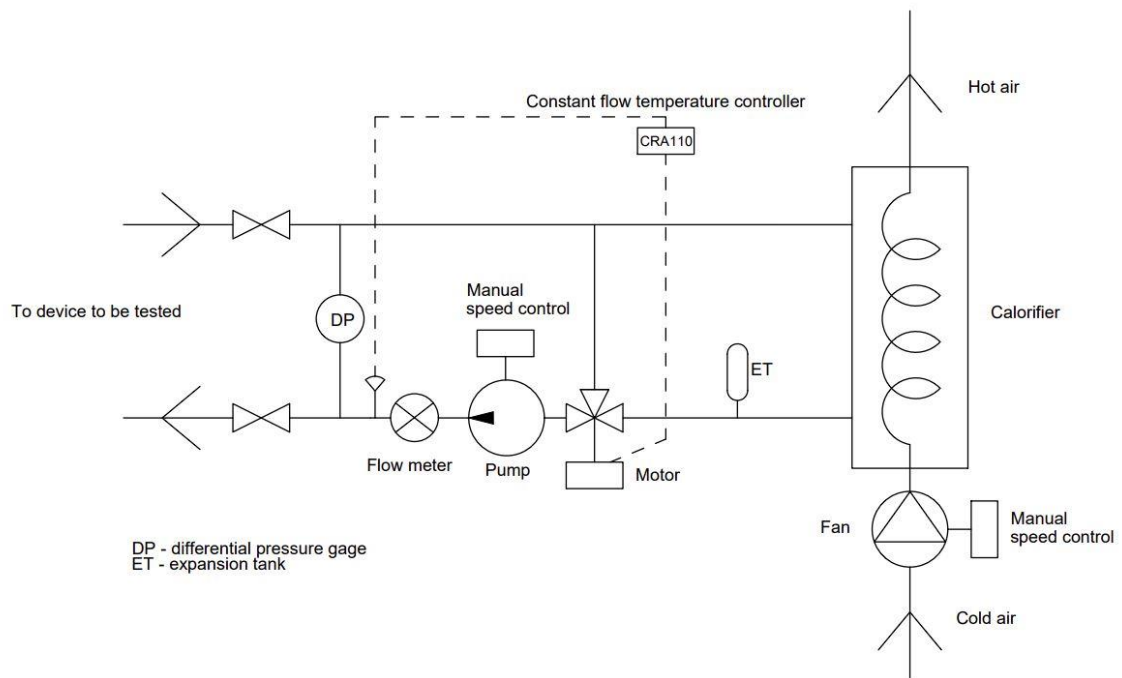 Hot air
Constant flow temperature controller
CRA110
Manual
speed control
To device to be tested
DP
Calorifier
ET
Flow meter
Pump
Motor
Fan
Manual
speed control
DP - differential pressure gage
ET - expansion tank
Cold air